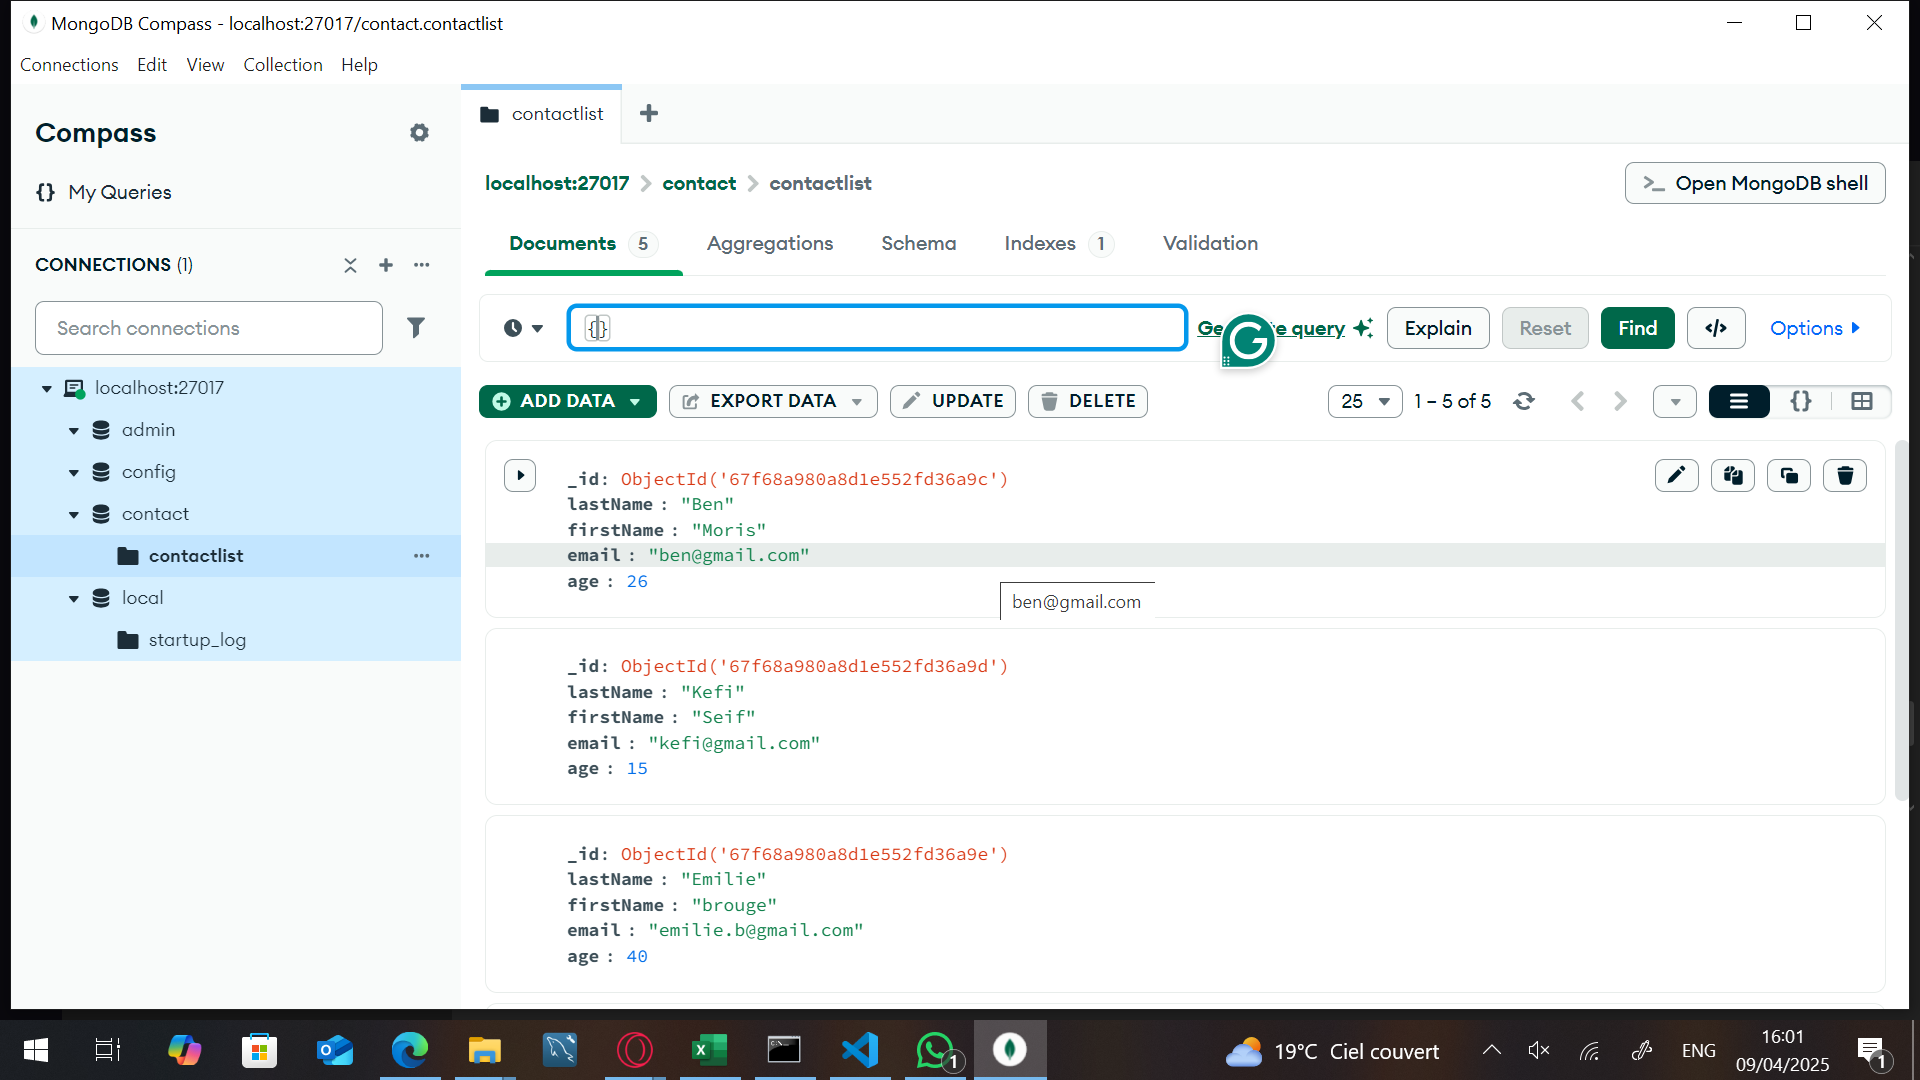 MongoDB Compass - localhost:27017/contact.contactlist
Connections Edit View Collection Help
Compass
{} My Queries
CONNECTIONS (1)
Search connections
localhost:27017
admin
config
contact
contactlist
local
startup_log
contactlist
localhost:27017 > contact > contactlist
>_ Open MongoDB shell
Documents 5 Aggregations Schema Indexes 1 Validation
{}
query
Explain Reset Find </> Options
ADD DATA EXPORT DATA UPDATE DELETE
25 1 – 5 of 5 {}
_id: ObjectId('67f68a980a8d1e552fd36a9c')
lastName : "Ben"
firstName : "Moris"
email : "ben@gmail.com"
age : 26
ben@gmail.com
_id: ObjectId('67f68a980a8d1e552fd36a9d')
lastName : "Kefi"
firstName : "Seif"
email : "kefi@gmail.com"
age : 15
_id: ObjectId('67f68a980a8d1e552fd36a9e')
lastName : "Emilie"
firstName : "brouge"
email : "emilie.b@gmail.com"
age : 40
1
19°C Ciel couvert
ENG
16:01
09/04/2025
1